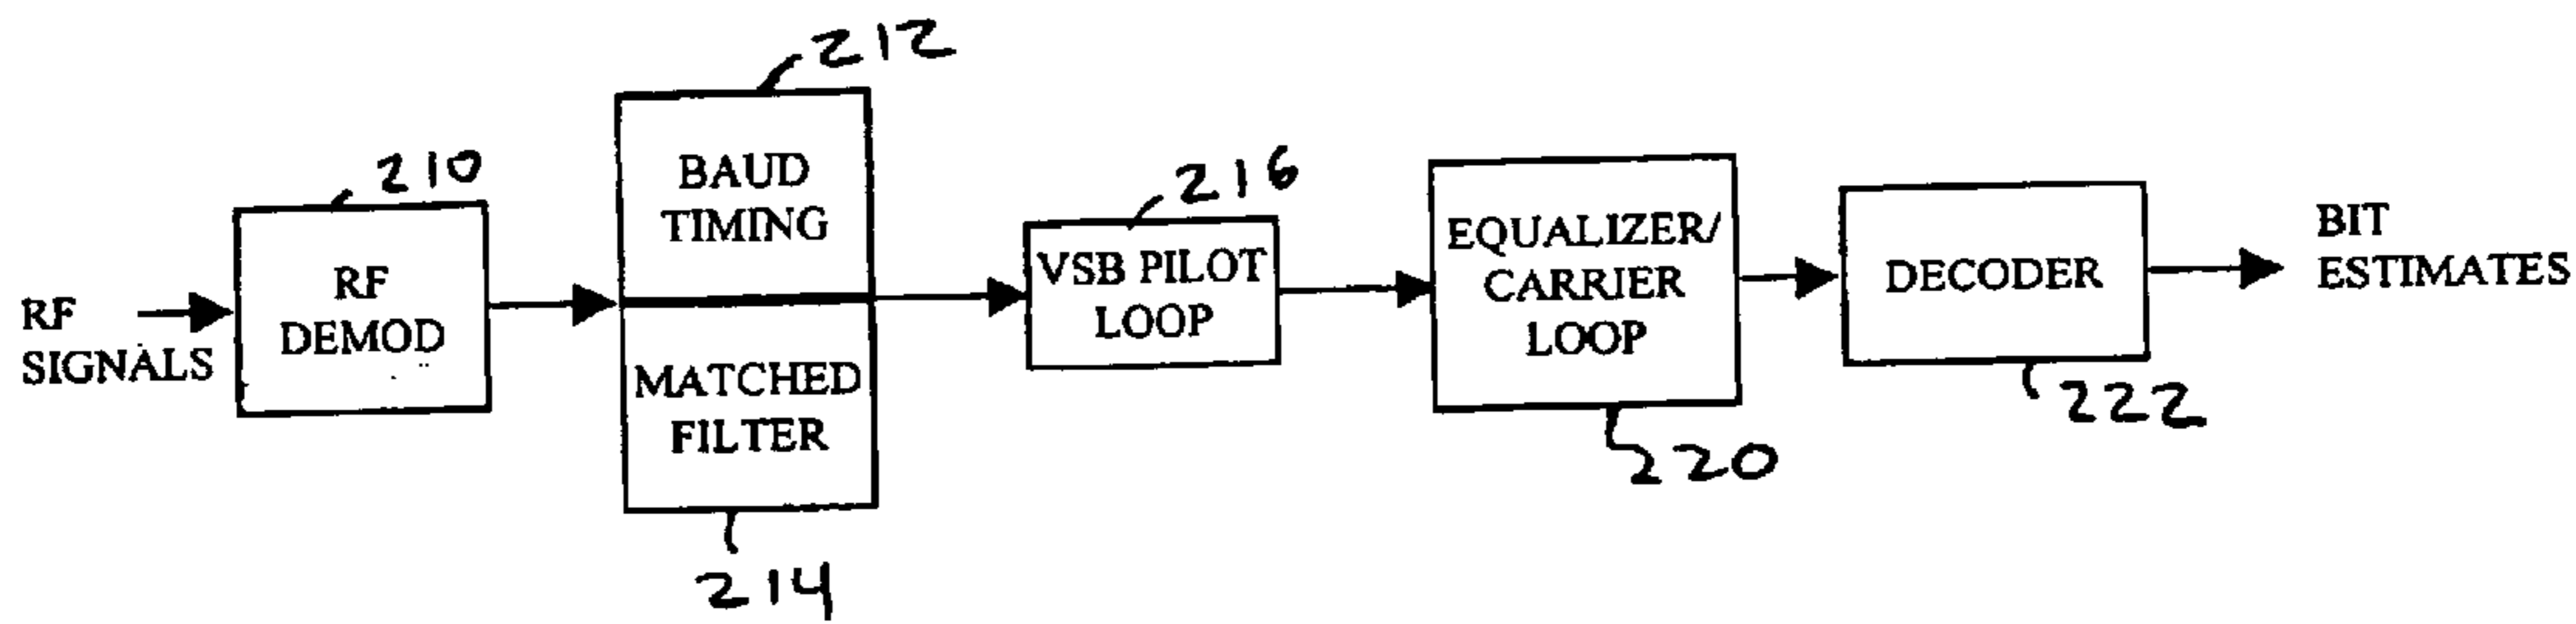 RF
SIGNALS
210
RF
DEMOD
212
BAUD
TIMING
MATCHED
FILTER
214
216
VSB PILOT
LOOP
EQUALIZER/
CARRIER
LOOP
220
DECODER
222
BIT
ESTIMATES